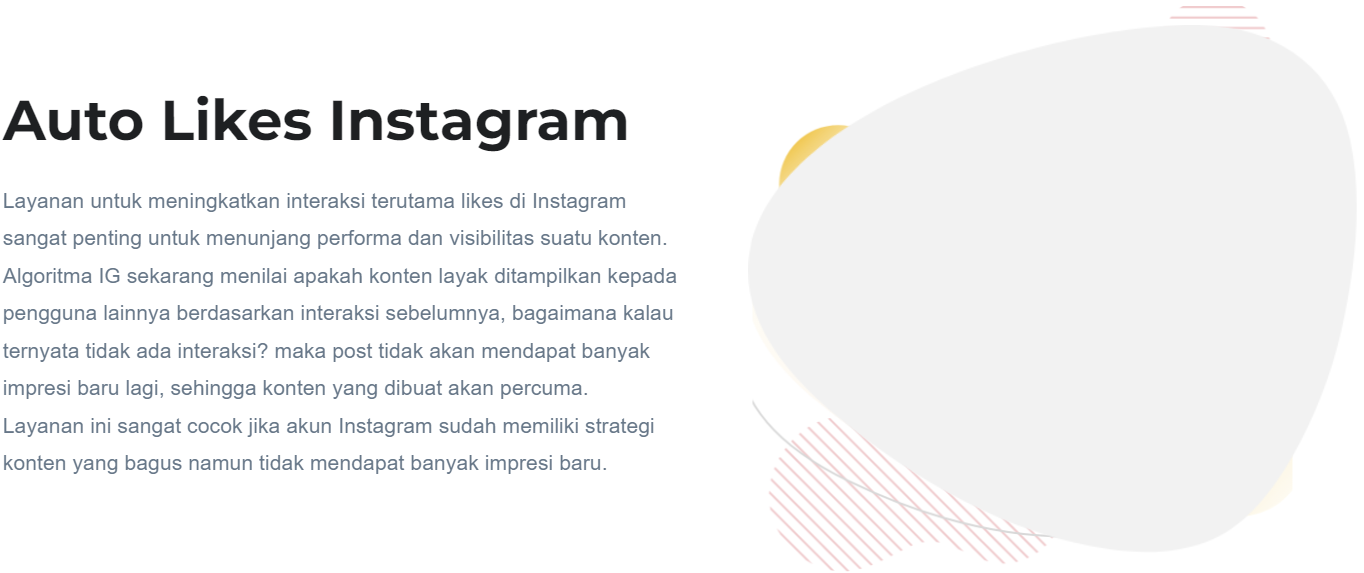 Auto Likes Instagram
Layanan untuk meningkatkan interaksi terutama likes di Instagram
sangat penting untuk menunjang performa dan visibilitas suatu konten.
Algoritma IG sekarang menilai apakah konten layak ditampilkan kepada
pengguna lainnya berdasarkan interaksi sebelumnya, bagaimana kalau
ternyata tidak ada interaksi? maka post tidak akan mendapat banyak
impresi baru lagi, sehingga konten yang dibuat akan percuma.
Layanan ini sangat cocok jika akun Instagram sudah memiliki strategi
konten yang bagus namun tidak mendapat banyak impresi baru.